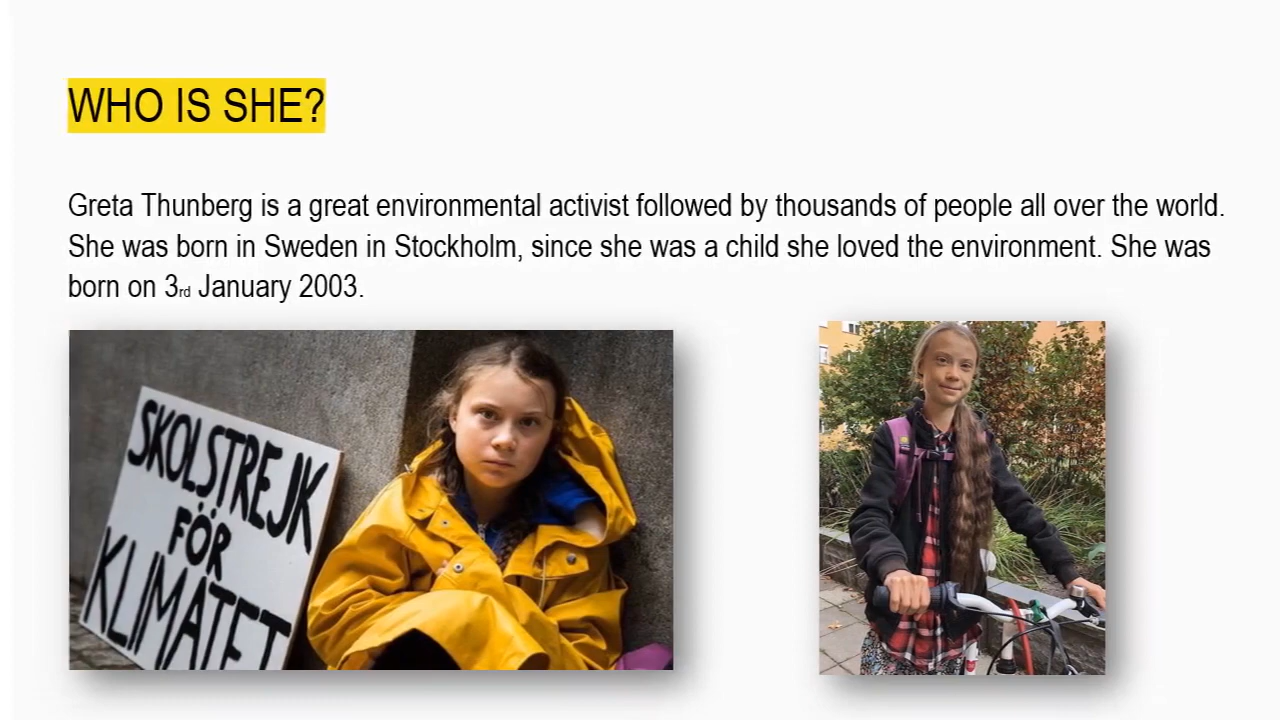 WHO IS SHE?
Greta Thunberg is a great environmental activist followed by thousands of people all over the world.
She was born in Sweden in Stockholm, since she was a child she loved the environment. She was
born on 3rd January 2003.
SKOLSTREJK
FÖR
KLIMATET